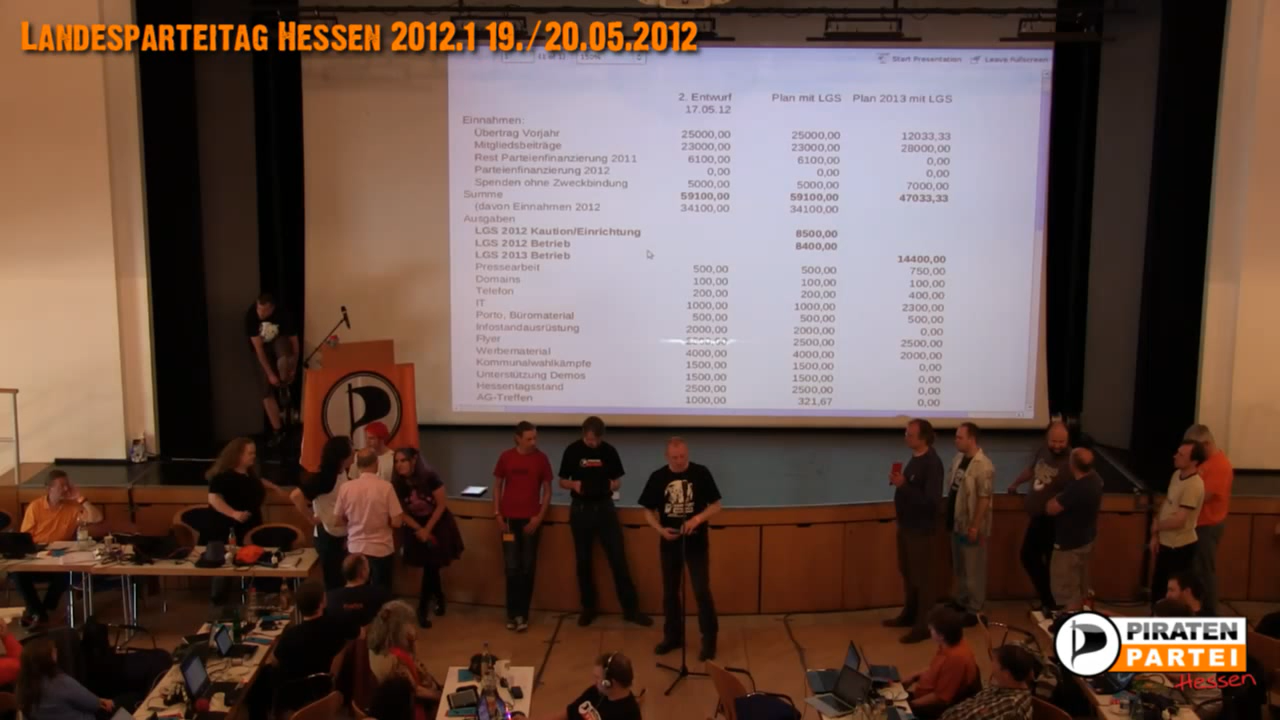 Landesparteitag Hessen 2012.1 19./20.05.2012
Start Presentation Leave Fullscreen
2. Entwurf Plan mit LGS Plan 2013 mit LGS
17.05.12
Einnahmen:
Übertrag Vorjahr 25000,00 25000,00 12033,33
Mitgliedsbeiträge 23000,00 23000,00 28000,00
Rest Parteienfinanzierung 2011 6100,00 6100,00 0,00
Parteienfinanzierung 2012 0,00 0,00 0,00
Spenden ohne Zweckbindung 5000,00 5000,00 7000,00
Summe 59100,00 59100,00 47033,33
(davon Einnahmen 2012 34100,00 34100,00
Ausgaben
LGS 2012 Kaution/Einrichtung 8500,00
LGS 2012 Betrieb 8400,00
LGS 2013 Betrieb 14400,00
Pressearbeit 500,00 500,00 750,00
Domains 100,00 100,00 100,00
Telefon 200,00 200,00 400,00
IT 1000,00 1000,00 2300,00
Porto, Büromaterial 500,00 500,00 500,00
Infostandausrüstung 2000,00 2000,00 0,00
Flyer 2500,00 2500,00
Werbematerial 4000,00 4000,00 2000,00
Kommunalwahlkämpfe 1500,00 1500,00 0,00
Unterstützung Demos 1500,00 1500,00 0,00
Hessentagsstand 2500,00 2500,00 0,00
AG-Treffen 1000,00 321,67 0,00
PIRATEN
PARTEI
Hessen